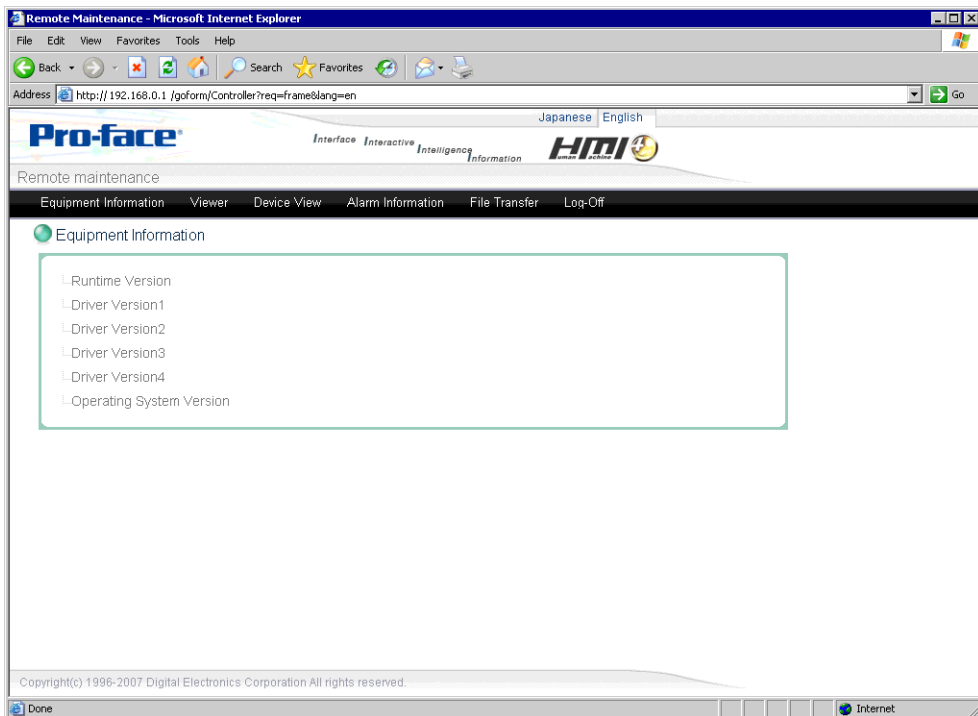 Remote Maintenance - Microsoft Internet Explorer
File Edit View Favorites Tools Help
Back Search Favorites
Address http://192.168.0.1 /goform/Controller?req=frame&lang=en Go
Japanese English
Pro-face
Interface Interactive Intelligence Information
HMI
Human Machine
Remote maintenance
Equipment Information Viewer Device View Alarm Information File Transfer Log-Off
Equipment Information
Runtime Version
Driver Version1
Driver Version2
Driver Version3
Driver Version4
Operating System Version
Copyright(c) 1996-2007 Digital Electronics Corporation All rights reserved.
Done Internet